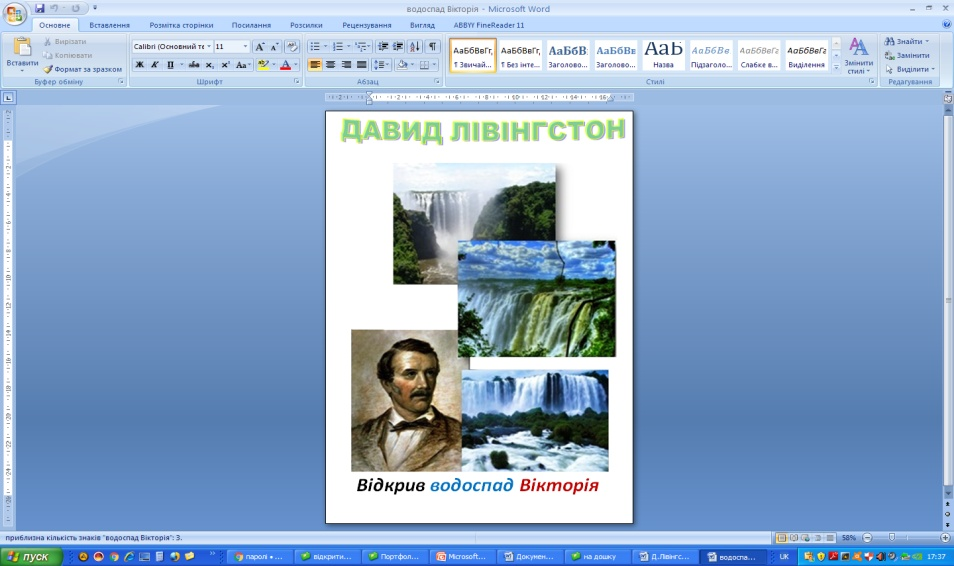 водоспад Вікторія - Microsoft Word
Основне Вставлення Розмітка сторінки Посилання Розсилки Рецензування Вигляд ABBYY FineReader 11
Вставити
Вирізати
Копіювати
Формат за зразком
Буфер обміну
Calibri (Основний те 11
Шрифт
Абзац
АаБбВвГг, АаБбВвГг, АаБбВ АаБбВв АаЬ АаБбВв АаБбВвГг АаБбВвГг
¶ Звичай... ¶ Без інте... Заголово... Заголово... Назва Підзаголо... Слабке в... Виділення
Змінити стилі
Стилі
Знайти
Замінити
Виділити
Редагування
ДАВИД ЛІВІНГСТОН
Відкрив водоспад Вікторія
приблизна кількість знаків "водоспад Вікторія": 3.
58%
пуск
паролі • ... відкрити... Портфол... Microsoft... Докумен... на дошку Д.Лівінгс... водоспа... UK 17:37